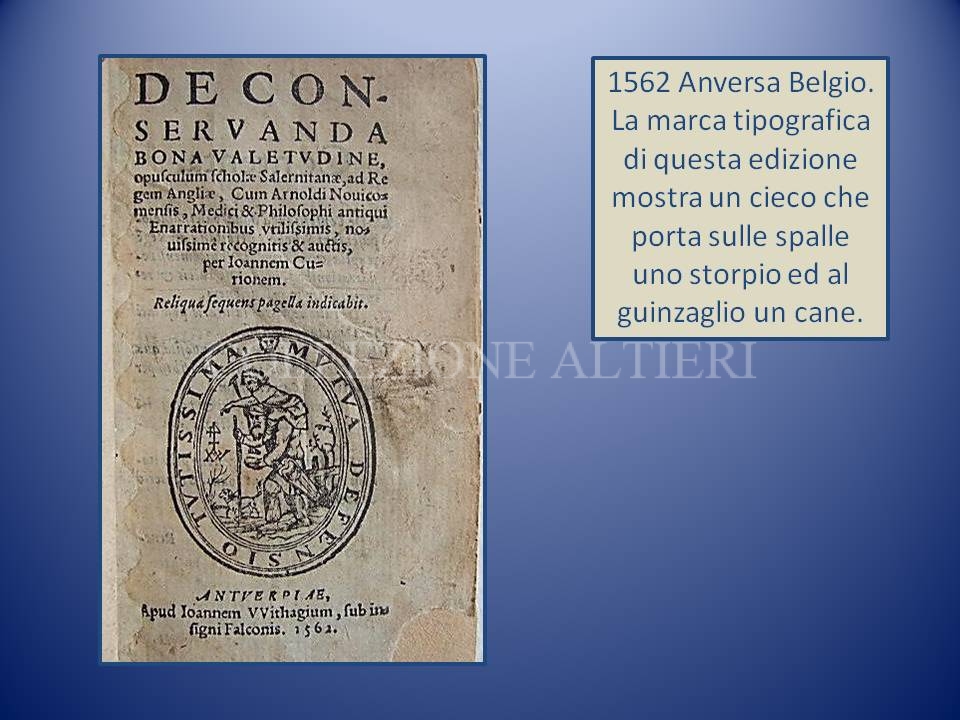 DE CON-
SERVANDA
BONA VALETVDINE,
opusculum scholæ Salernitanæ, ad Re
gem Angliæ, Cum Arnoldi Nouico=
mensis, Medici & Philosophi antiqui
Enarrationibus vtilissimis, no=
uissimè recognitis & auctis,
per Ioannem Cu=
rionem.
Reliqua sequens pagella indicabit.
MVTVA DEFENSIO TVTISSIMA
ANTVERPIAE,
Apud Ioannem VVithagium, sub in=
signi Falconis. 1562.
1562 Anversa Belgio.
La marca tipografica
di questa edizione
mostra un cieco che
porta sulle spalle
uno storpio ed al
guinzaglio un cane.
EZIONE ALTIERI